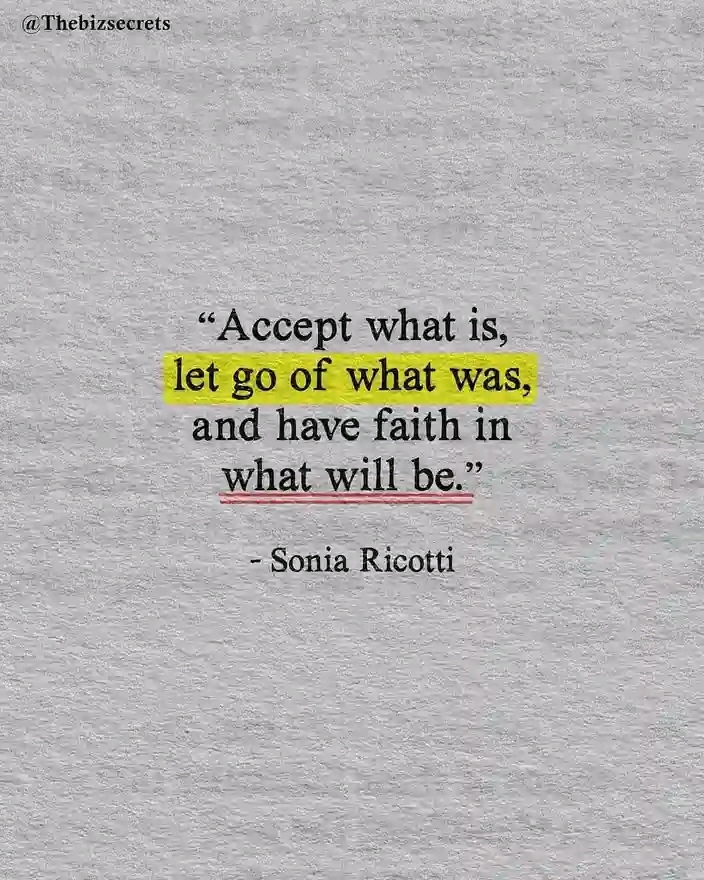 @Thebizsecrets
“Accept what is,
let go of what was,
and have faith in
what will be.”
- Sonia Ricotti